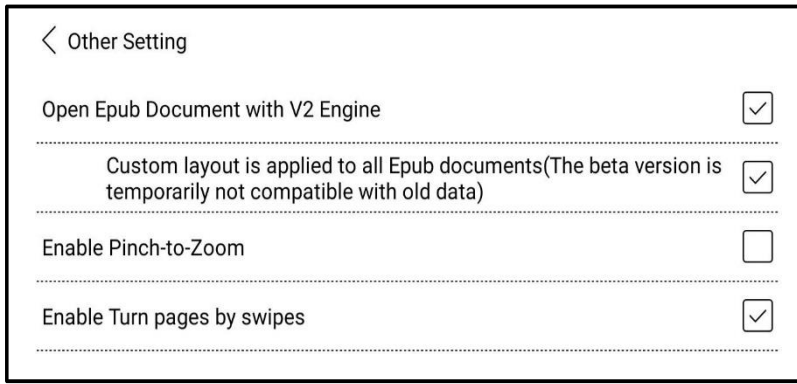 Other Setting
Open Epub Document with V2 Engine
Custom layout is applied to all Epub documents(The beta version is
temporarily not compatible with old data)
Enable Pinch-to-Zoom
Enable Turn pages by swipes